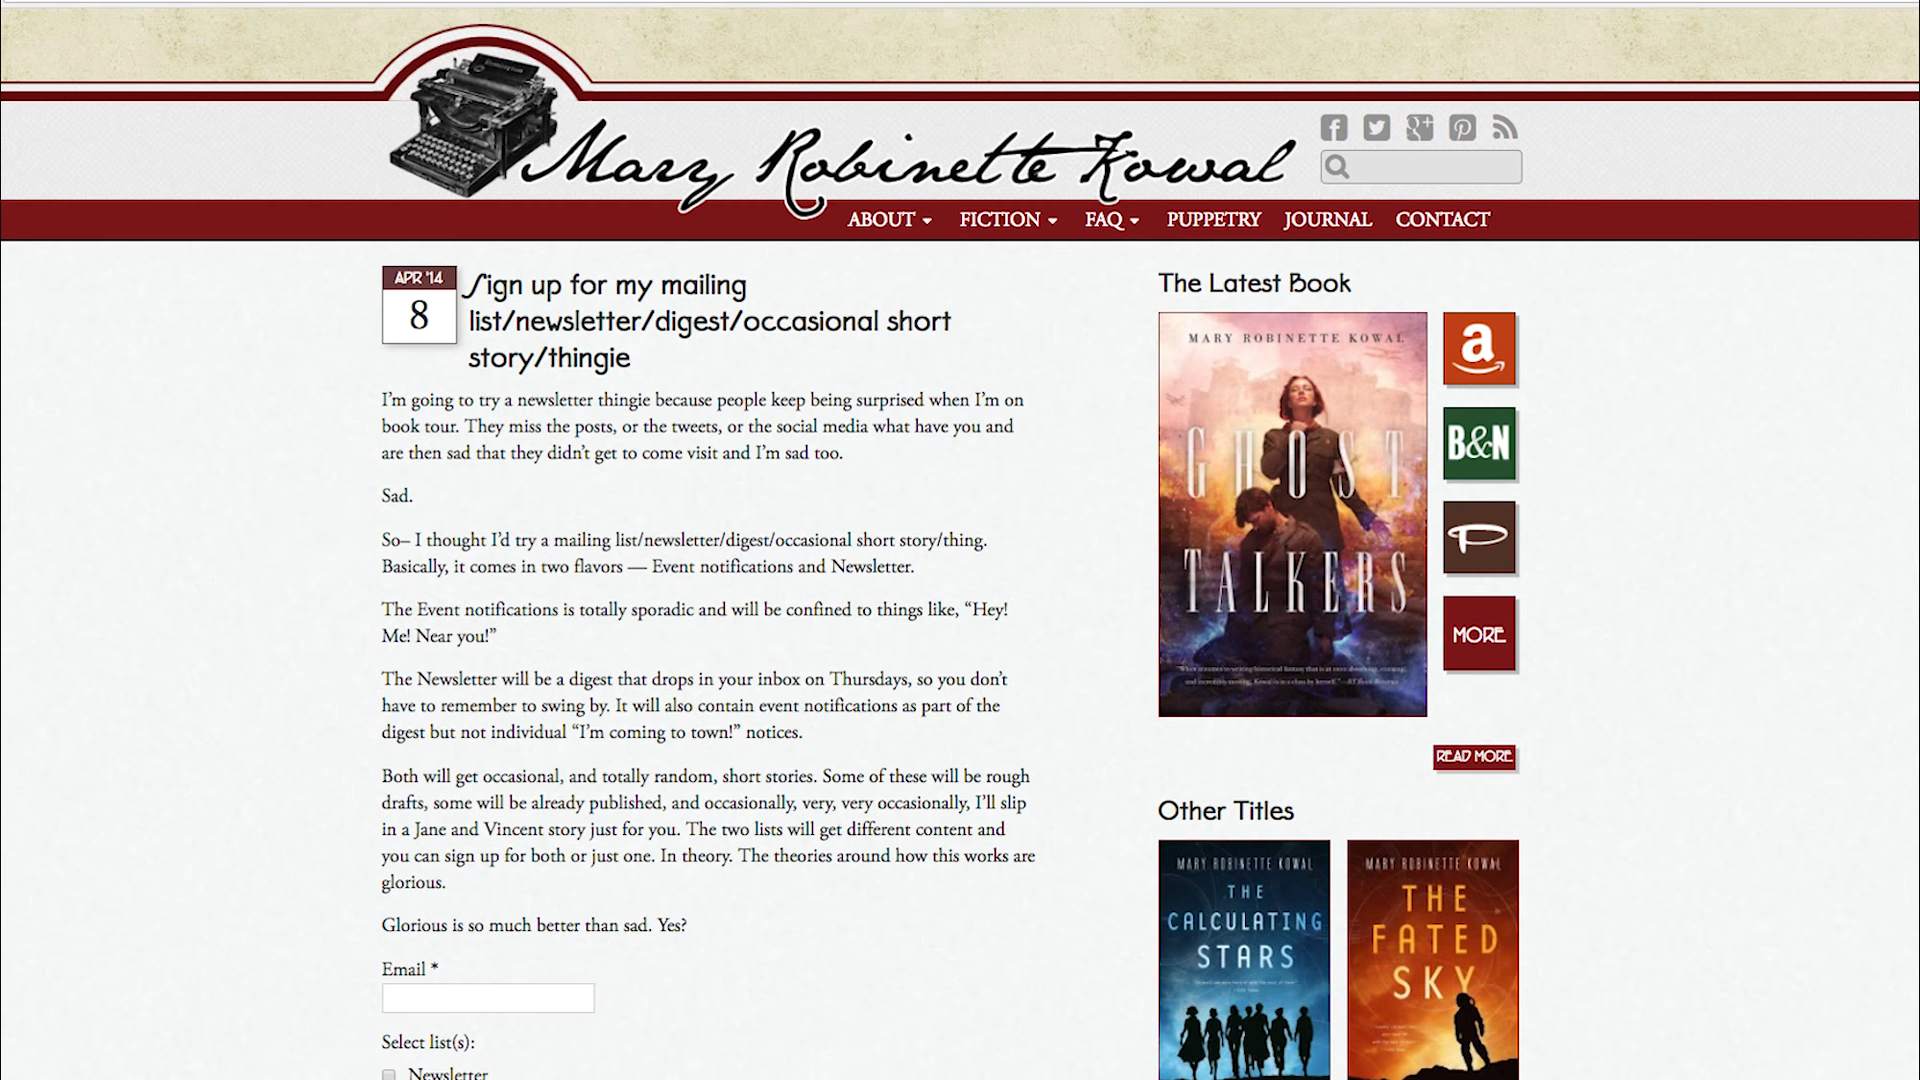 Mary Robinette Kowal
ABOUT FICTION FAQ PUPPETRY JOURNAL CONTACT
APR '14
8
Sign up for my mailing
list/newsletter/digest/occasional short
story/thingie
I'm going to try a newsletter thingie because people keep being surprised when I'm on
book tour. They miss the posts, or the tweets, or the social media what have you and
are then sad that they didn't get to come visit and I'm sad too.
Sad.
So– I thought I'd try a mailing list/newsletter/digest/occasional short story/thing.
Basically, it comes in two flavors — Event notifications and Newsletter.
The Event notifications is totally sporadic and will be confined to things like, “Hey!
Me! Near you!”
The Newsletter will be a digest that drops in your inbox on Thursdays, so you don't
have to remember to swing by. It will also contain event notifications as part of the
digest but not individual “I'm coming to town!” notices.
Both will get occasional, and totally random, short stories. Some of these will be rough
drafts, some will be already published, and occasionally, very, very occasionally, I'll slip
in a Jane and Vincent story just for you. The two lists will get different content and
you can sign up for both or just one. In theory. The theories around how this works are
glorious.
Glorious is so much better than sad. Yes?
Email *
Select list(s):
Newsletter
The Latest Book
MARY ROBINETTE KOWAL
GHOST
TALKERS
a
B&N
P
MORE
READ MORE
Other Titles
MARY ROBINETTE KOWAL
THE
CALCULATING
STARS
MARY ROBINETTE KOWAL
THE
FATED
SKY